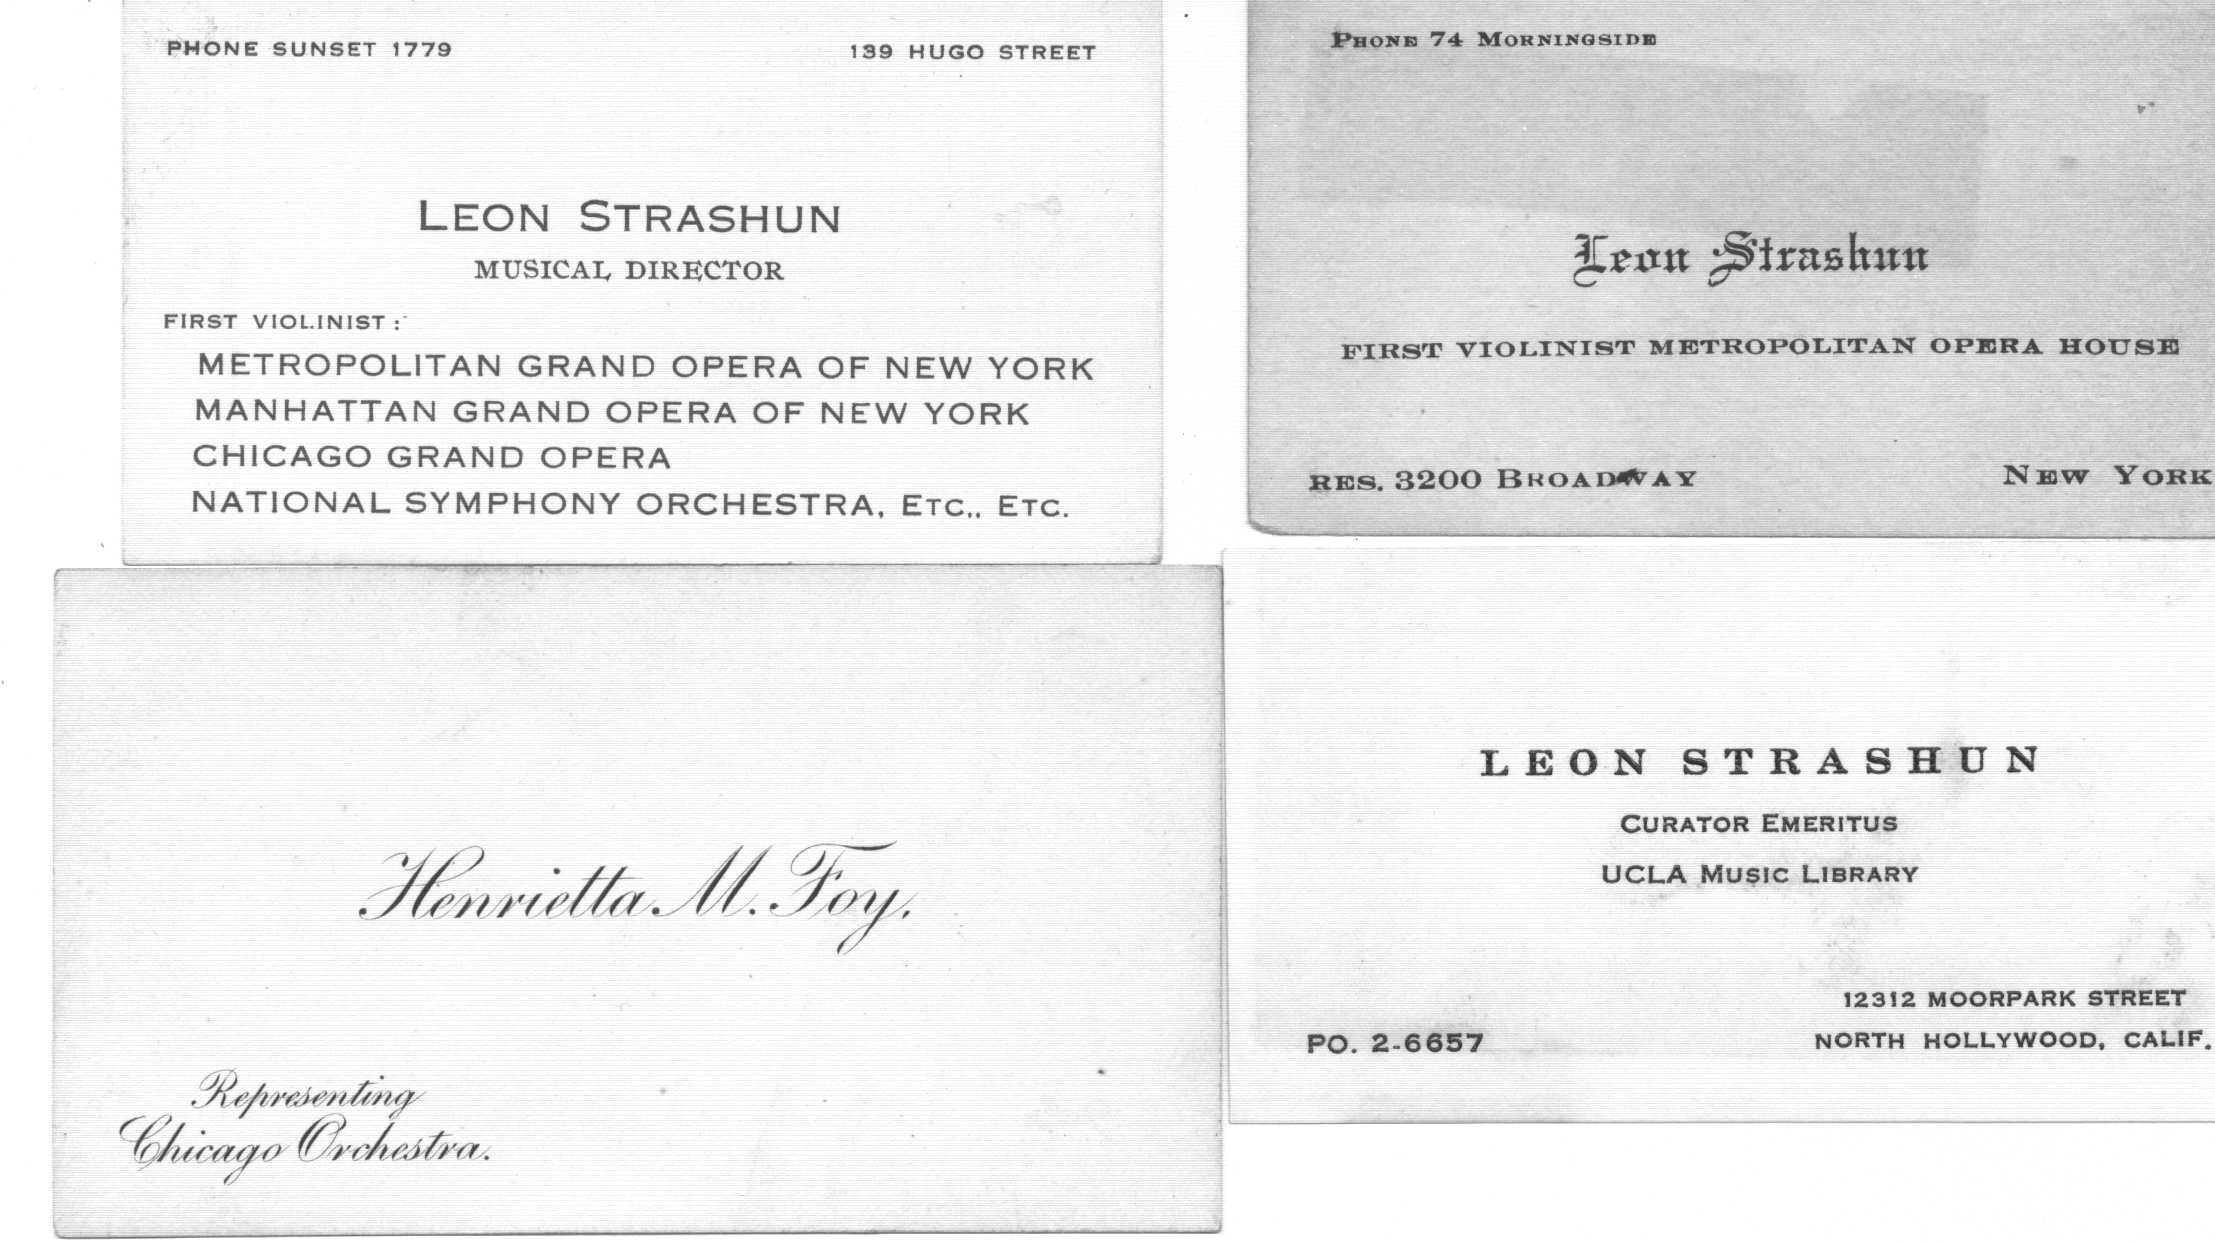 PHONE SUNSET 1779
139 HUGO STREET
LEON STRASHUN
MUSICAL DIRECTOR
FIRST VIOLINIST:
METROPOLITAN GRAND OPERA OF NEW YORK
MANHATTAN GRAND OPERA OF NEW YORK
CHICAGO GRAND OPERA
NATIONAL SYMPHONY ORCHESTRA, ETC., ETC.
PHONE 74 MORNINGSIDE
Leon Strashun
FIRST VIOLINIST METROPOLITAN OPERA HOUSE
RES. 3200 BROADWAY
NEW YORK
Henrietta M. Foy.
Representing
Chicago Orchestra.
LEON STRASHUN
CURATOR EMERITUS
UCLA MUSIC LIBRARY
PO. 2-6657
12312 MOORPARK STREET
NORTH HOLLYWOOD, CALIF.